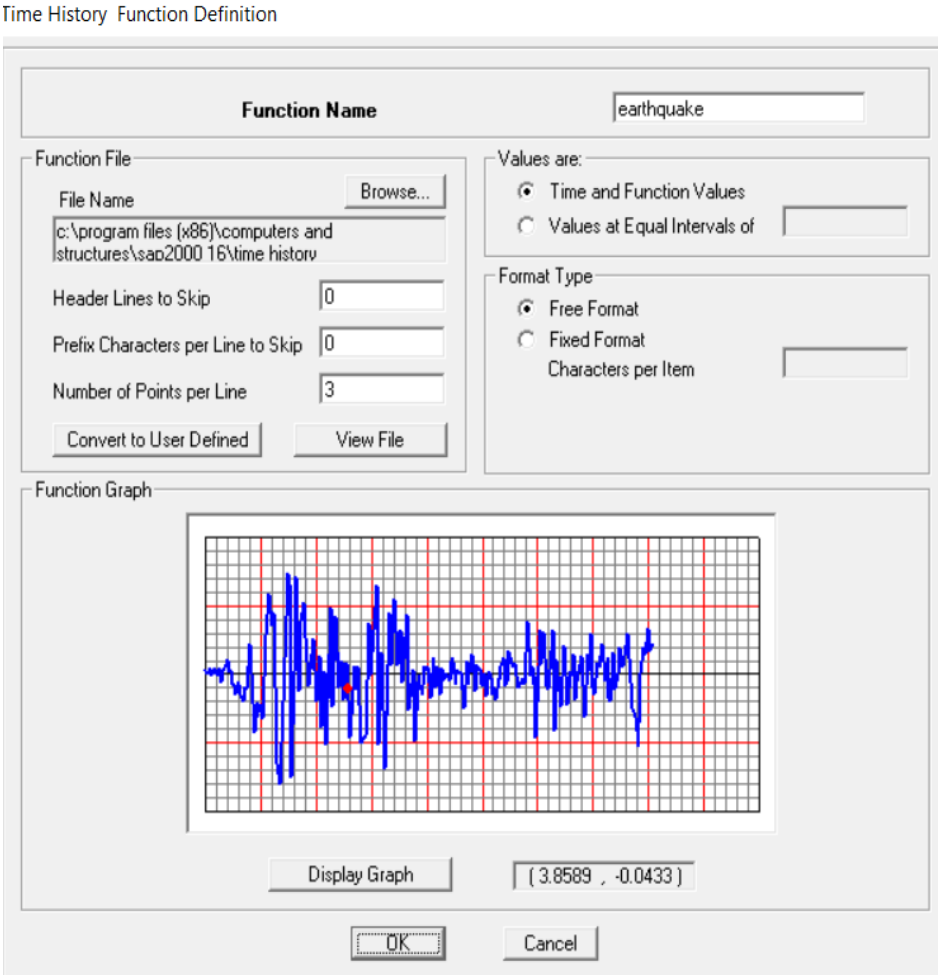 Time History Function Definition
Function Name
earthquake
Function File
File Name
Browse...
c:\program files (x86)\computers and
structures\sap2000 16\time history
Header Lines to Skip
0
Prefix Characters per Line to Skip
0
Number of Points per Line
3
Convert to User Defined
View File
Values are:
Time and Function Values
Values at Equal Intervals of
Format Type
Free Format
Fixed Format
Characters per Item
Function Graph
Display Graph
( 3.8589 , -0.0433 )
OK
Cancel